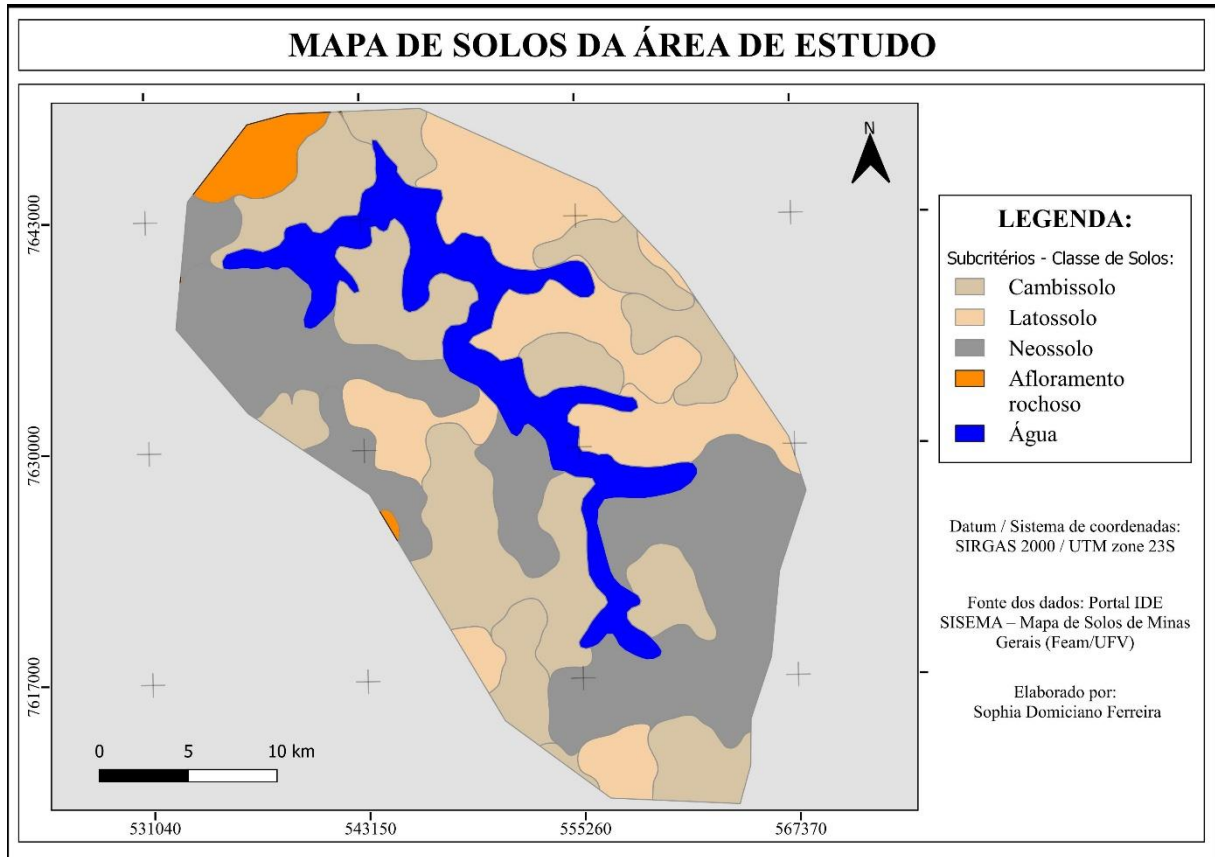 MAPA DE SOLOS DA ÁREA DE ESTUDO
N
7643000
7630000
7617000
0 5 10 km
531040 543150 555260 567370
LEGENDA:
Subcritérios - Classe de Solos:
Cambissolo
Latossolo
Neossolo
Afloramento
rochoso
Água
Datum / Sistema de coordenadas:
SIRGAS 2000 / UTM zone 23S
Fonte dos dados: Portal IDE
SISEMA – Mapa de Solos de Minas
Gerais (Feam/UFV)
Elaborado por:
Sophia Domiciano Ferreira